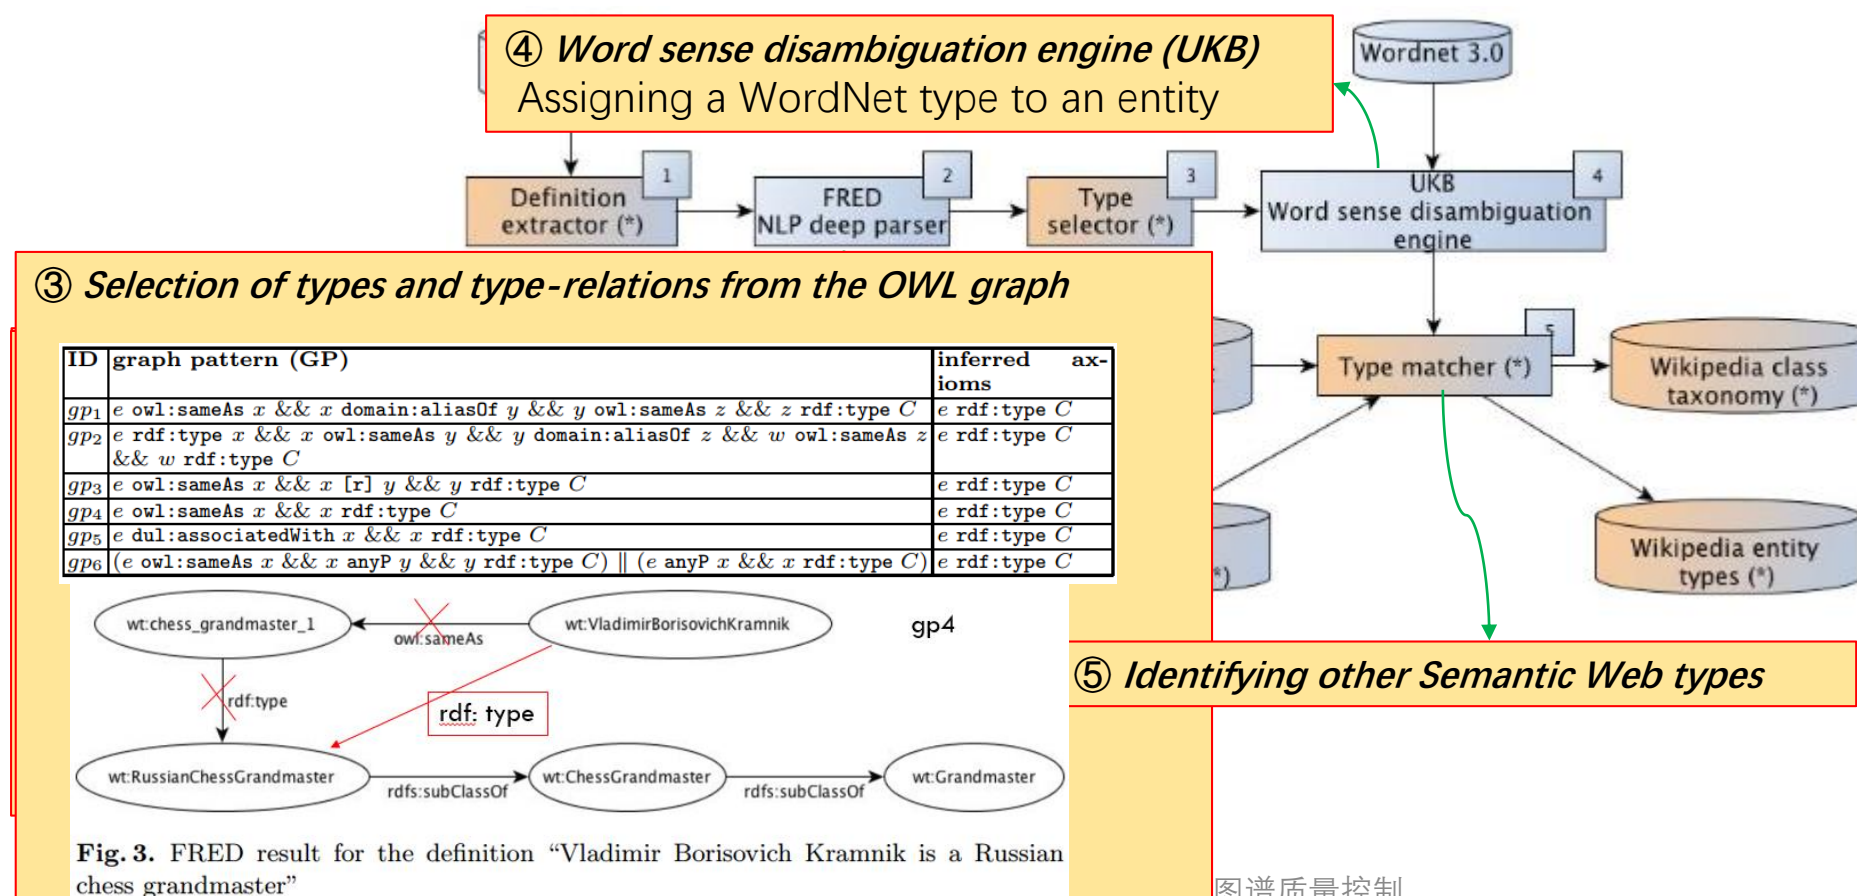 ④ Word sense disambiguation engine (UKB)
Assigning a WordNet type to an entity
Wordnet 3.0
1
Definition
extractor (*)
2
FRED
NLP deep parser
3
Type
selector (*)
4
UKB
Word sense disambiguation
engine
③ Selection of types and type-relations from the OWL graph
ID graph pattern (GP) inferred ax-
ioms
gp1 e owl:sameAs x && x domain:aliasOf y && y owl:sameAs z && z rdf:type C e rdf:type C
gp2 e rdf:type x && x owl:sameAs y && y domain:aliasOf z && w owl:sameAs z e rdf:type C
&& w rdf:type C
gp3 e owl:sameAs x && x [r] y && y rdf:type C e rdf:type C
gp4 e owl:sameAs x && x rdf:type C e rdf:type C
gp5 e dul:associatedWith x && x rdf:type C e rdf:type C
gp6 (e owl:sameAs x && x anyP y && y rdf:type C) || (e anyP x && x rdf:type C) e rdf:type C
5
Type matcher (*)
Wikipedia class
taxonomy (*)
*)
Wikipedia entity
types (*)
wt:chess_grandmaster_1
owl:sameAs
wt:VladimirBorisovichKramnik
gp4
rdf:type
rdf: type
⑤ Identifying other Semantic Web types
wt:RussianChessGrandmaster
rdfs:subClassOf
wt:ChessGrandmaster
rdfs:subClassOf
wt:Grandmaster
Fig. 3. FRED result for the definition “Vladimir Borisovich Kramnik is a Russian
chess grandmaster”
图谱质量控制